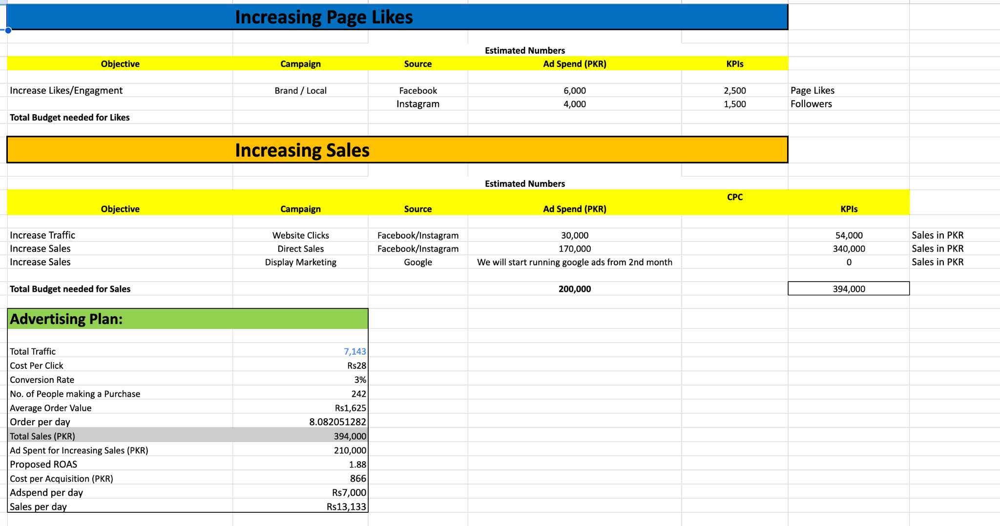 Increasing Page Likes
Estimated Numbers
Objective Campaign Source Ad Spend (PKR) KPIs
Increase Likes/Engagment Brand / Local Facebook 6,000 2,500 Page Likes
Instagram 4,000 1,500 Followers
Total Budget needed for Likes
Increasing Sales
Estimated Numbers
CPC
Objective Campaign Source Ad Spend (PKR) KPIs
Increase Traffic Website Clicks Facebook/Instagram 30,000 54,000 Sales in PKR
Increase Sales Direct Sales Facebook/Instagram 170,000 340,000 Sales in PKR
Increase Sales Display Marketing Google We will start running google ads from 2nd month 0 Sales in PKR
Total Budget needed for Sales 200,000 394,000
Advertising Plan:
Total Traffic 7,143
Cost Per Click Rs28
Conversion Rate 3%
No. of People making a Purchase 242
Average Order Value Rs1,625
Order per day 8.082051282
Total Sales (PKR) 394,000
Ad Spent for Increasing Sales (PKR) 210,000
Proposed ROAS 1.88
Cost per Acquisition (PKR) 866
Adspend per day Rs7,000
Sales per day Rs13,133